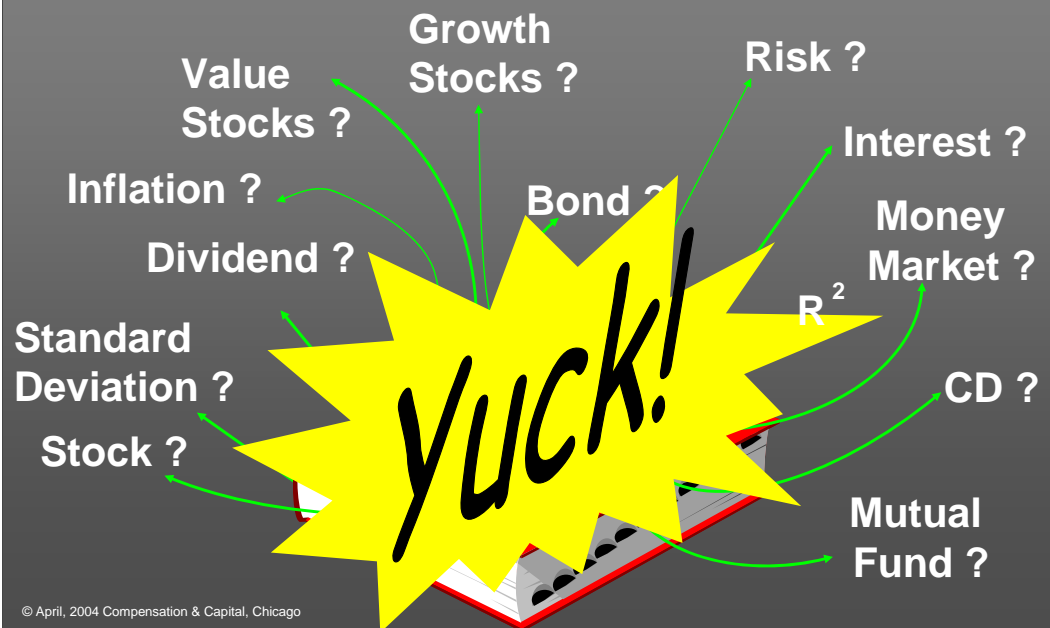 Growth
Stocks ?
Value
Stocks ?
Risk ?
Interest ?
Inflation ?
Bond ?
Money
Market ?
Dividend ?
R 2
Standard
Deviation ?
CD ?
Stock ?
Yuck!
Mutual
Fund ?
© April, 2004 Compensation & Capital, Chicago